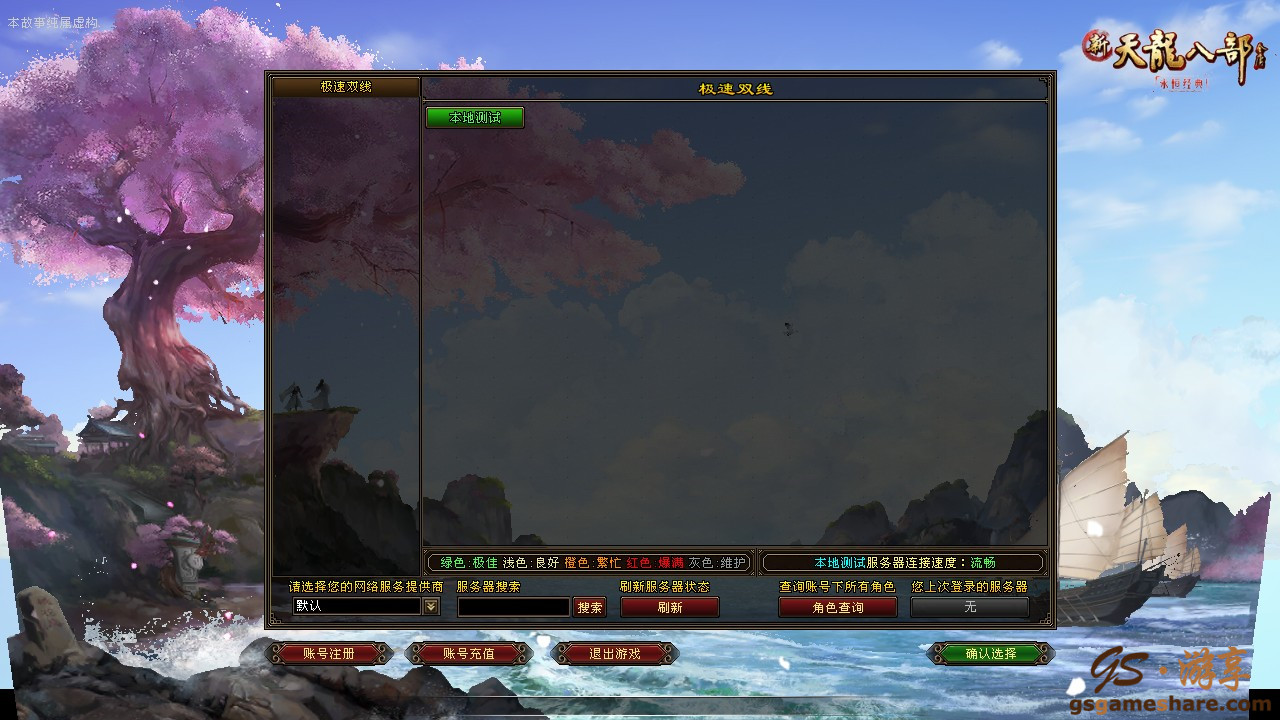 本故事纯属虚构
新天龍八部
永恒经典
极速双线
极速双线
本地测试
绿色:极佳 浅色:良好 橙色:繁忙 红色:爆满 灰色:维护
本地测试服务器连接速度：流畅
请选择您的网络服务提供商
服务器搜索
刷新服务器状态
查询账号下所有角色
您上次登录的服务器
默认
搜索
刷新
角色查询
无
账号注册
账号充值
退出游戏
确认选择
GS·游享
gsgameshare.com